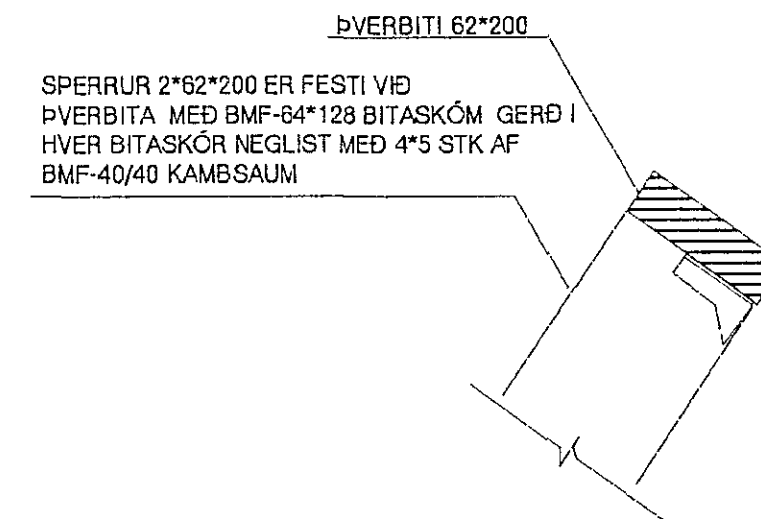 ÞVERBITI 62*200
SPERRUR 2*62*200 ER FESTI VIÐ
ÞVERBITA MEÐ BMF-64*128 BITASKÓM GERÐ I
HVER BITASKÓR NEGLIST MEÐ 4*5 STK AF
BMF-40/40 KAMBSAUM